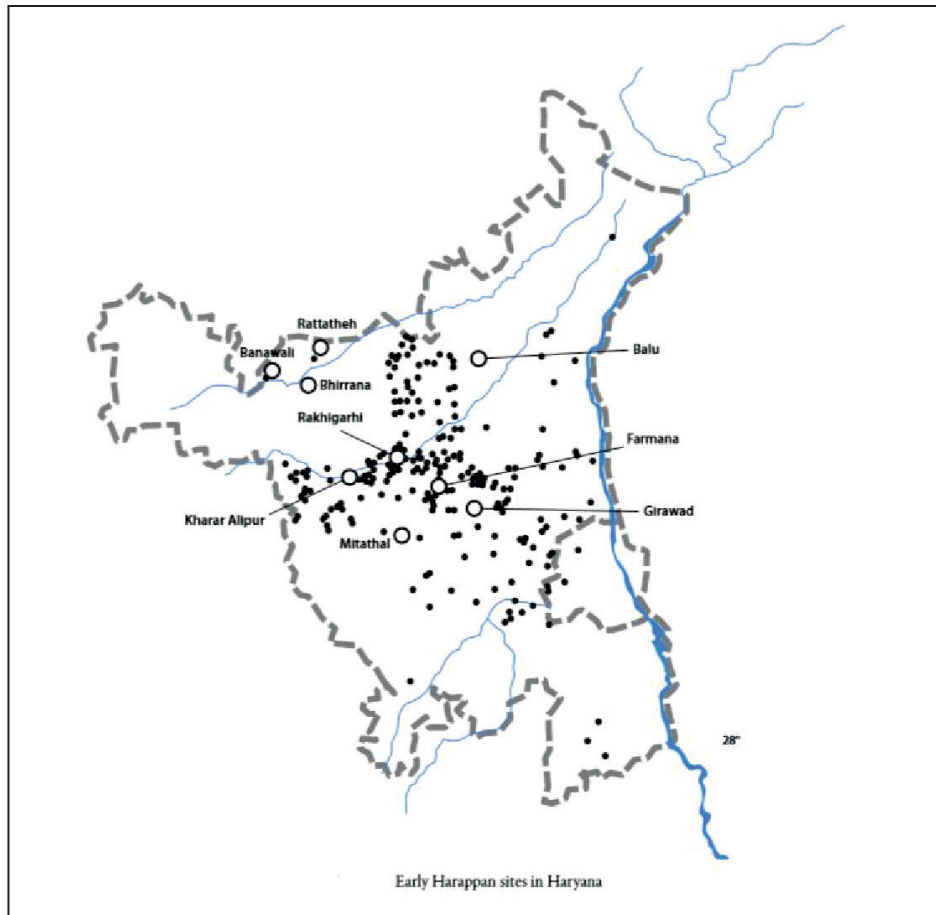 Rattatheh
Banawali
Balu
Bhirrana
Rakhigarhi
Farmana
Kharar Alipur
Girawad
Mitathal
28°
Early Harappan sites in Haryana